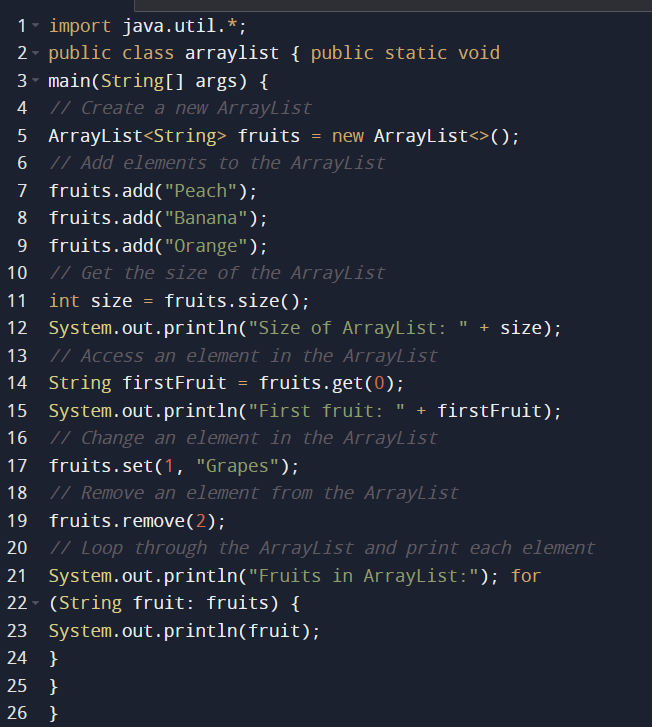 1 import java.util.*;
2 public class arraylist { public static void
3 main(String[] args) {
4 // Create a new ArrayList
5 ArrayList<String> fruits = new ArrayList<>();
6 // Add elements to the ArrayList
7 fruits.add("Peach");
8 fruits.add("Banana");
9 fruits.add("Orange");
10 // Get the size of the ArrayList
11 int size = fruits.size();
12 System.out.println("Size of ArrayList: " + size);
13 // Access an element in the ArrayList
14 String firstFruit = fruits.get(0);
15 System.out.println("First fruit: " + firstFruit);
16 // Change an element in the ArrayList
17 fruits.set(1, "Grapes");
18 // Remove an element from the ArrayList
19 fruits.remove(2);
20 // Loop through the ArrayList and print each element
21 System.out.println("Fruits in ArrayList:"); for
22 (String fruit: fruits) {
23 System.out.println(fruit);
24 }
25 }
26 }